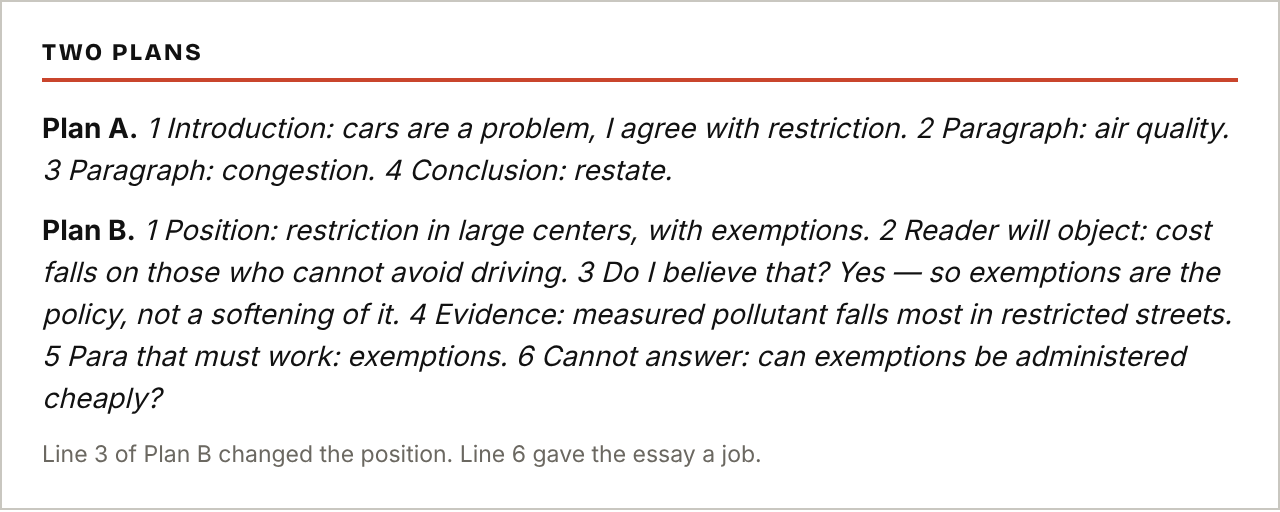 TWO PLANS
Plan A. 1 Introduction: cars are a problem, I agree with restriction. 2 Paragraph: air quality.
3 Paragraph: congestion. 4 Conclusion: restate.
Plan B. 1 Position: restriction in large centers, with exemptions. 2 Reader will object: cost
falls on those who cannot avoid driving. 3 Do I believe that? Yes — so exemptions are the
policy, not a softening of it. 4 Evidence: measured pollutant falls most in restricted streets.
5 Para that must work: exemptions. 6 Cannot answer: can exemptions be administered
cheaply?
Line 3 of Plan B changed the position. Line 6 gave the essay a job.